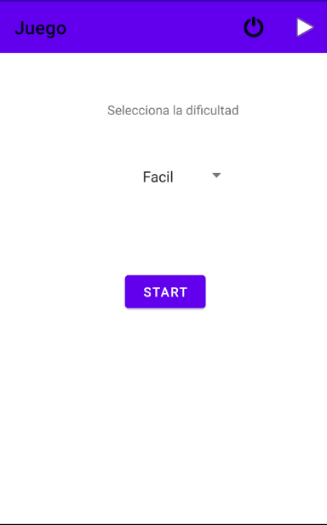 Juego
Selecciona la dificultad
Facil
START